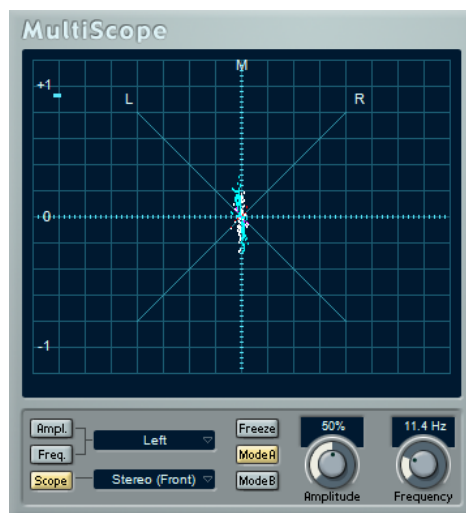 MultiScope
M
+1
L R
0
-1
Ampl. Freeze 50% 11.4 Hz
Left
Freq. Mode A
Scope Stereo (Front) Mode B
Amplitude Frequency